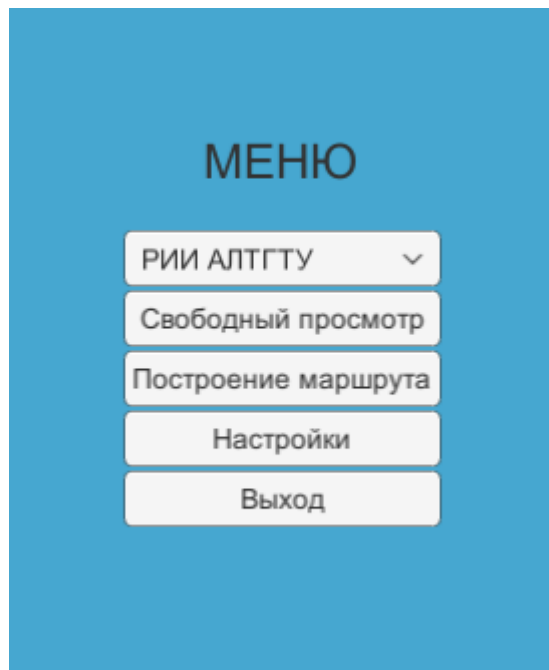 МЕНЮ
РИИ АЛТГТУ
Свободный просмотр
Построение маршрута
Настройки
Выход